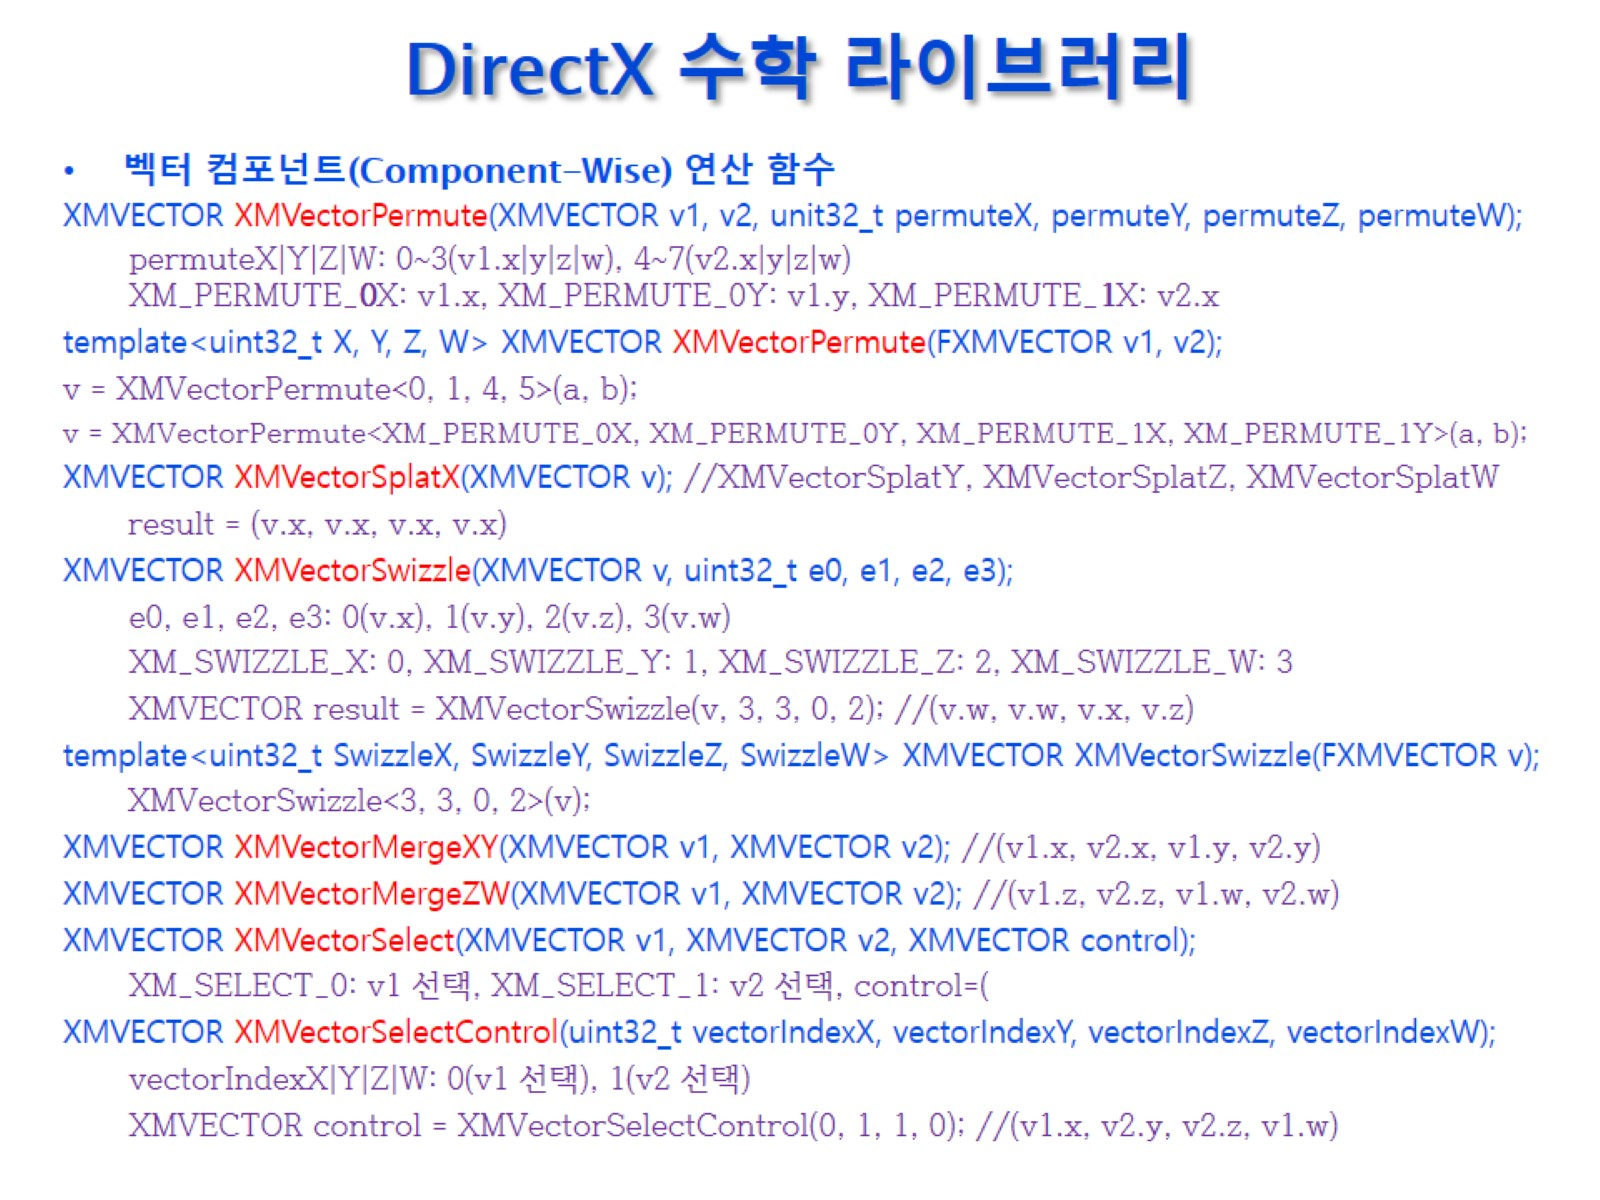 DirectX 수학 라이브러리
• 벡터 컴포넌트(Component-Wise) 연산 함수
XMVECTOR XMVectorPermute(XMVECTOR v1, v2, unit32_t permuteX, permuteY, permuteZ, permuteW);
permuteX|Y|Z|W: 0~3(v1.x|y|z|w), 4~7(v2.x|y|z|w)
XM_PERMUTE_0X: v1.x, XM_PERMUTE_0Y: v1.y, XM_PERMUTE_1X: v2.x
template<uint32_t X, Y, Z, W> XMVECTOR XMVectorPermute(FXMVECTOR v1, v2);
v = XMVectorPermute<0, 1, 4, 5>(a, b);
v = XMVectorPermute<XM_PERMUTE_0X, XM_PERMUTE_0Y, XM_PERMUTE_1X, XM_PERMUTE_1Y>(a, b);
XMVECTOR XMVectorSplatX(XMVECTOR v); //XMVectorSplatY, XMVectorSplatZ, XMVectorSplatW
result = (v.x, v.x, v.x, v.x)
XMVECTOR XMVectorSwizzle(XMVECTOR v, uint32_t e0, e1, e2, e3);
e0, e1, e2, e3: 0(v.x), 1(v.y), 2(v.z), 3(v.w)
XM_SWIZZLE_X: 0, XM_SWIZZLE_Y: 1, XM_SWIZZLE_Z: 2, XM_SWIZZLE_W: 3
XMVECTOR result = XMVectorSwizzle(v, 3, 3, 0, 2); //(v.w, v.w, v.x, v.z)
template<uint32_t SwizzleX, SwizzleY, SwizzleZ, SwizzleW> XMVECTOR XMVectorSwizzle(FXMVECTOR v);
XMVectorSwizzle<3, 3, 0, 2>(v);
XMVECTOR XMVectorMergeXY(XMVECTOR v1, XMVECTOR v2); //(v1.x, v2.x, v1.y, v2.y)
XMVECTOR XMVectorMergeZW(XMVECTOR v1, XMVECTOR v2); //(v1.z, v2.z, v1.w, v2.w)
XMVECTOR XMVectorSelect(XMVECTOR v1, XMVECTOR v2, XMVECTOR control);
XM_SELECT_0: v1 선택, XM_SELECT_1: v2 선택, control=(
XMVECTOR XMVectorSelectControl(uint32_t vectorIndexX, vectorIndexY, vectorIndexZ, vectorIndexW);
vectorIndexX|Y|Z|W: 0(v1 선택), 1(v2 선택)
XMVECTOR control = XMVectorSelectControl(0, 1, 1, 0); //(v1.x, v2.y, v2.z, v1.w)